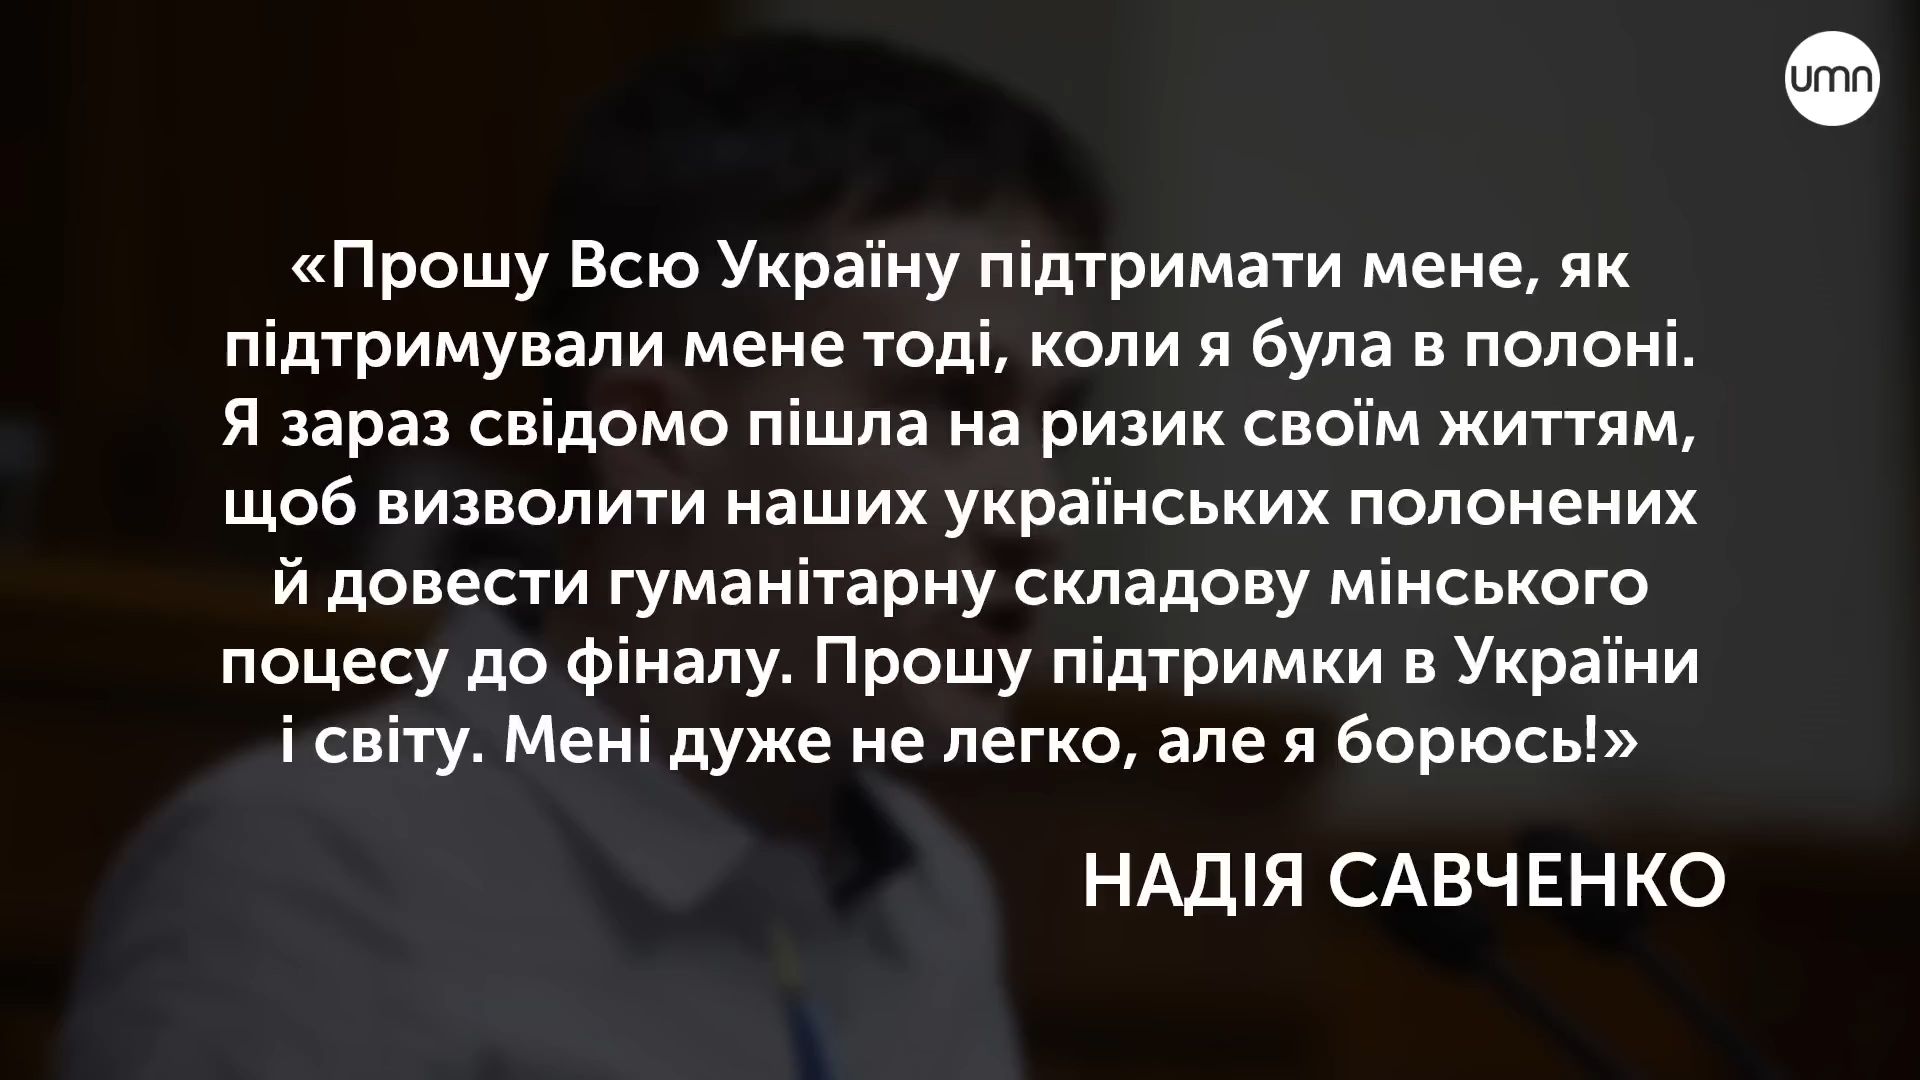 umn
«Прошу Всю Україну підтримати мене, як
підтримували мене тоді, коли я була в полоні.
Я зараз свідомо пішла на ризик своїм життям,
щоб визволити наших українських полонених
й довести гуманітарну складову мінського
поцесу до фіналу. Прошу підтримки в України
і світу. Мені дуже не легко, але я борюсь!»
НАДІЯ САВЧЕНКО